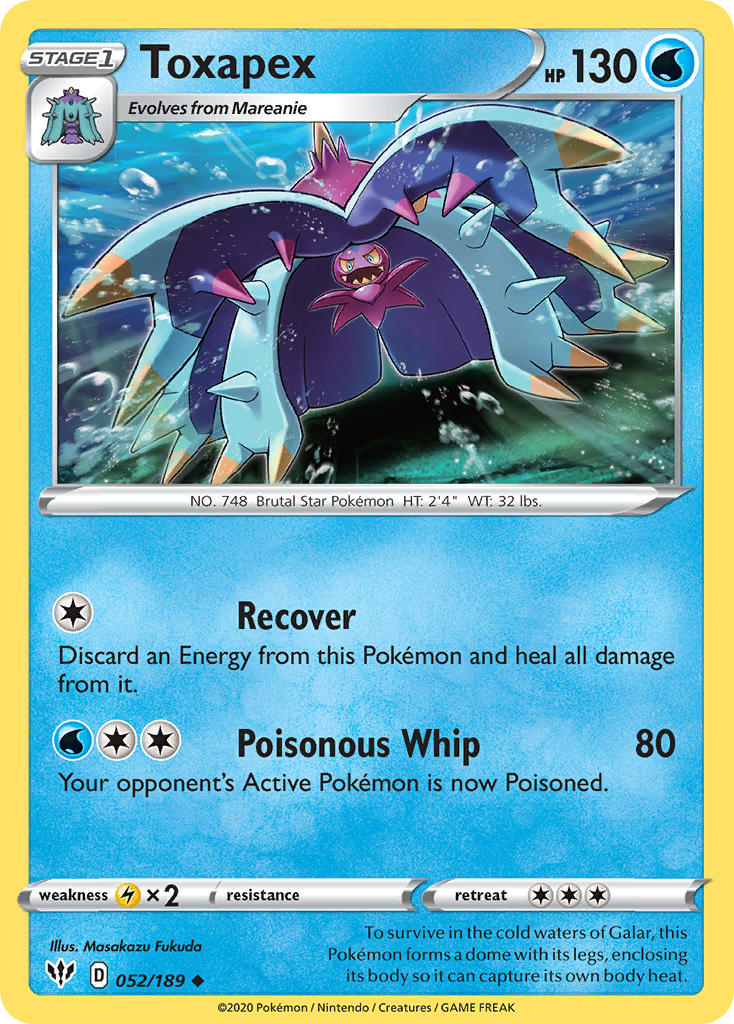 STAGE 1
Toxapex
HP 130
Evolves from Mareanie
NO. 748 Brutal Star Pokémon HT: 2'4" WT: 32 lbs.
Recover
Discard an Energy from this Pokémon and heal all damage
from it.
Poisonous Whip 80
Your opponent's Active Pokémon is now Poisoned.
weakness ×2 resistance retreat
Illus. Masakazu Fukuda
To survive in the cold waters of Galar, this
Pokémon forms a dome with its legs, enclosing
its body so it can capture its own body heat.
D 052/189
©2020 Pokémon / Nintendo / Creatures / GAME FREAK